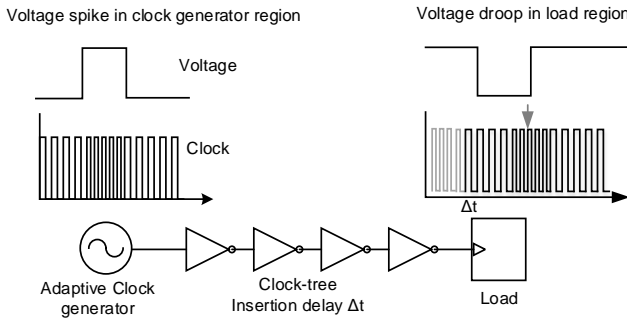 Voltage spike in clock generator region
Voltage droop in load region
Voltage
Clock
Δt
Adaptive Clock
generator
Clock-tree
Insertion delay Δt
Load